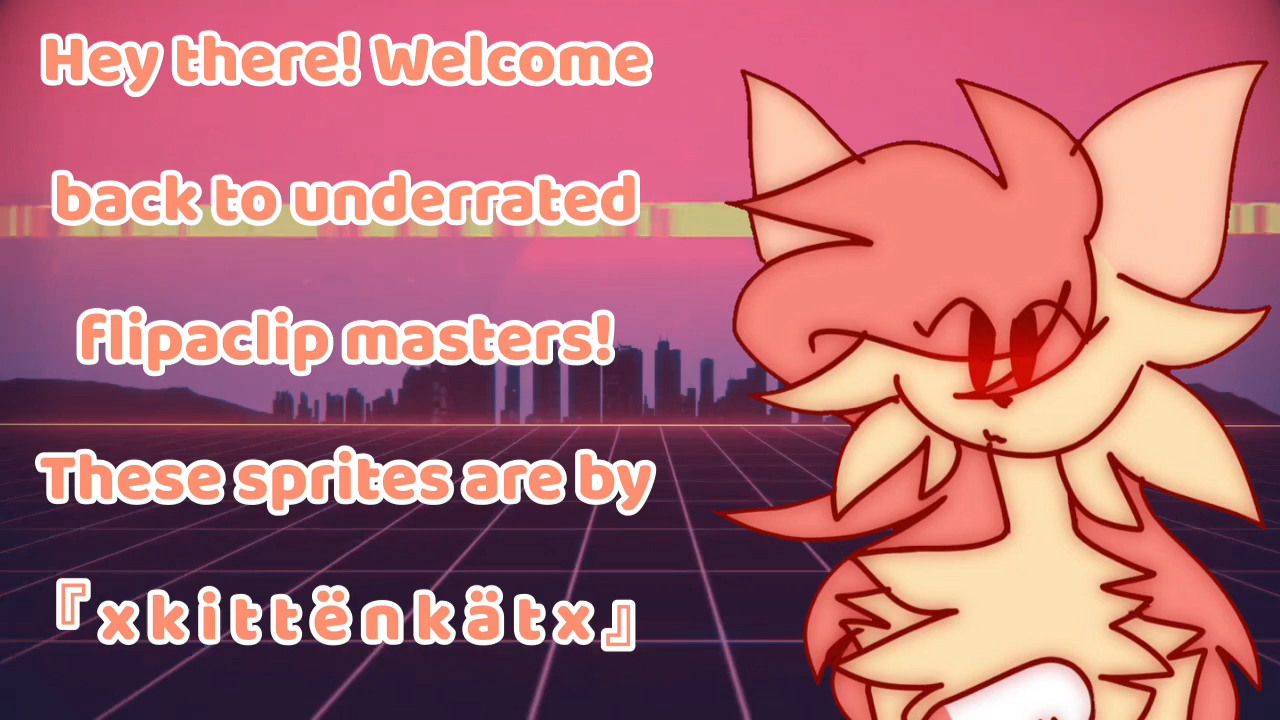 Hey there! Welcome
back to underrated
flipaclip masters!
These sprites are by
『xkittënkätx』